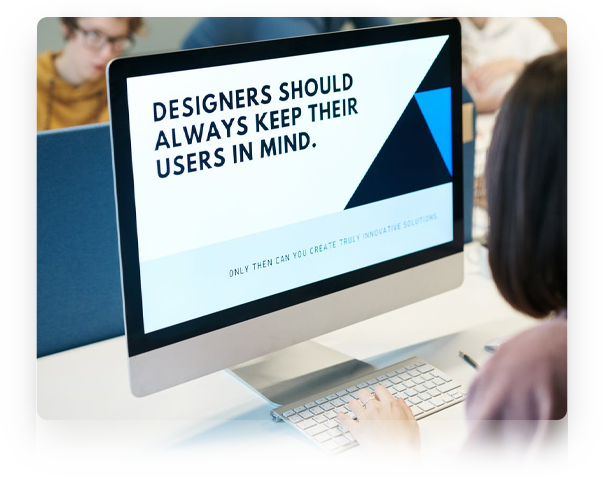 DESIGNERS SHOULD
ALWAYS KEEP THEIR
USERS IN MIND.
ONLY THEN CAN YOU CREATE TRULY INNOVATIVE SOLUTIONS.